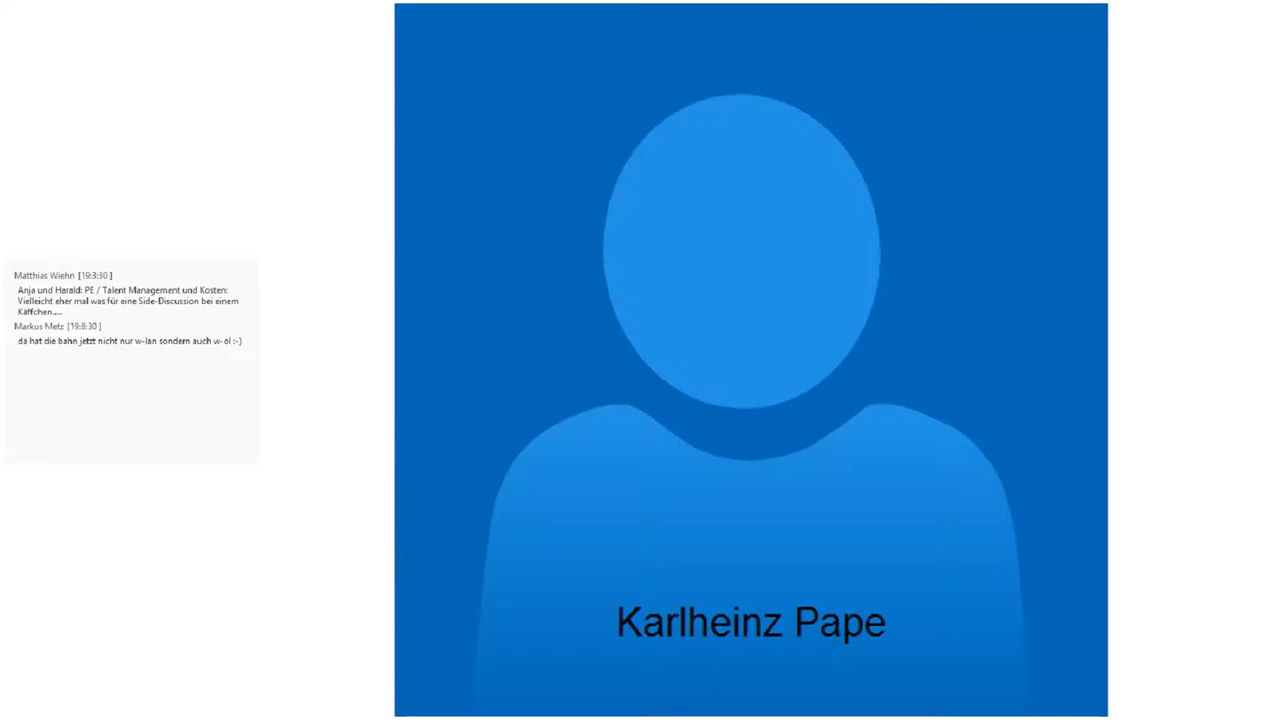 Matthias Wiehn [19:3:30 ]
Anja und Harald: PE / Talent Management und Kosten:
Vielleicht eher mal was für eine Side-Discussion bei einem
Käffchen.....
Markus Metz [19:8:30 ]
da hat die bahn jetzt nicht nur w-lan sondern auch w-ol :-)
Karlheinz Pape